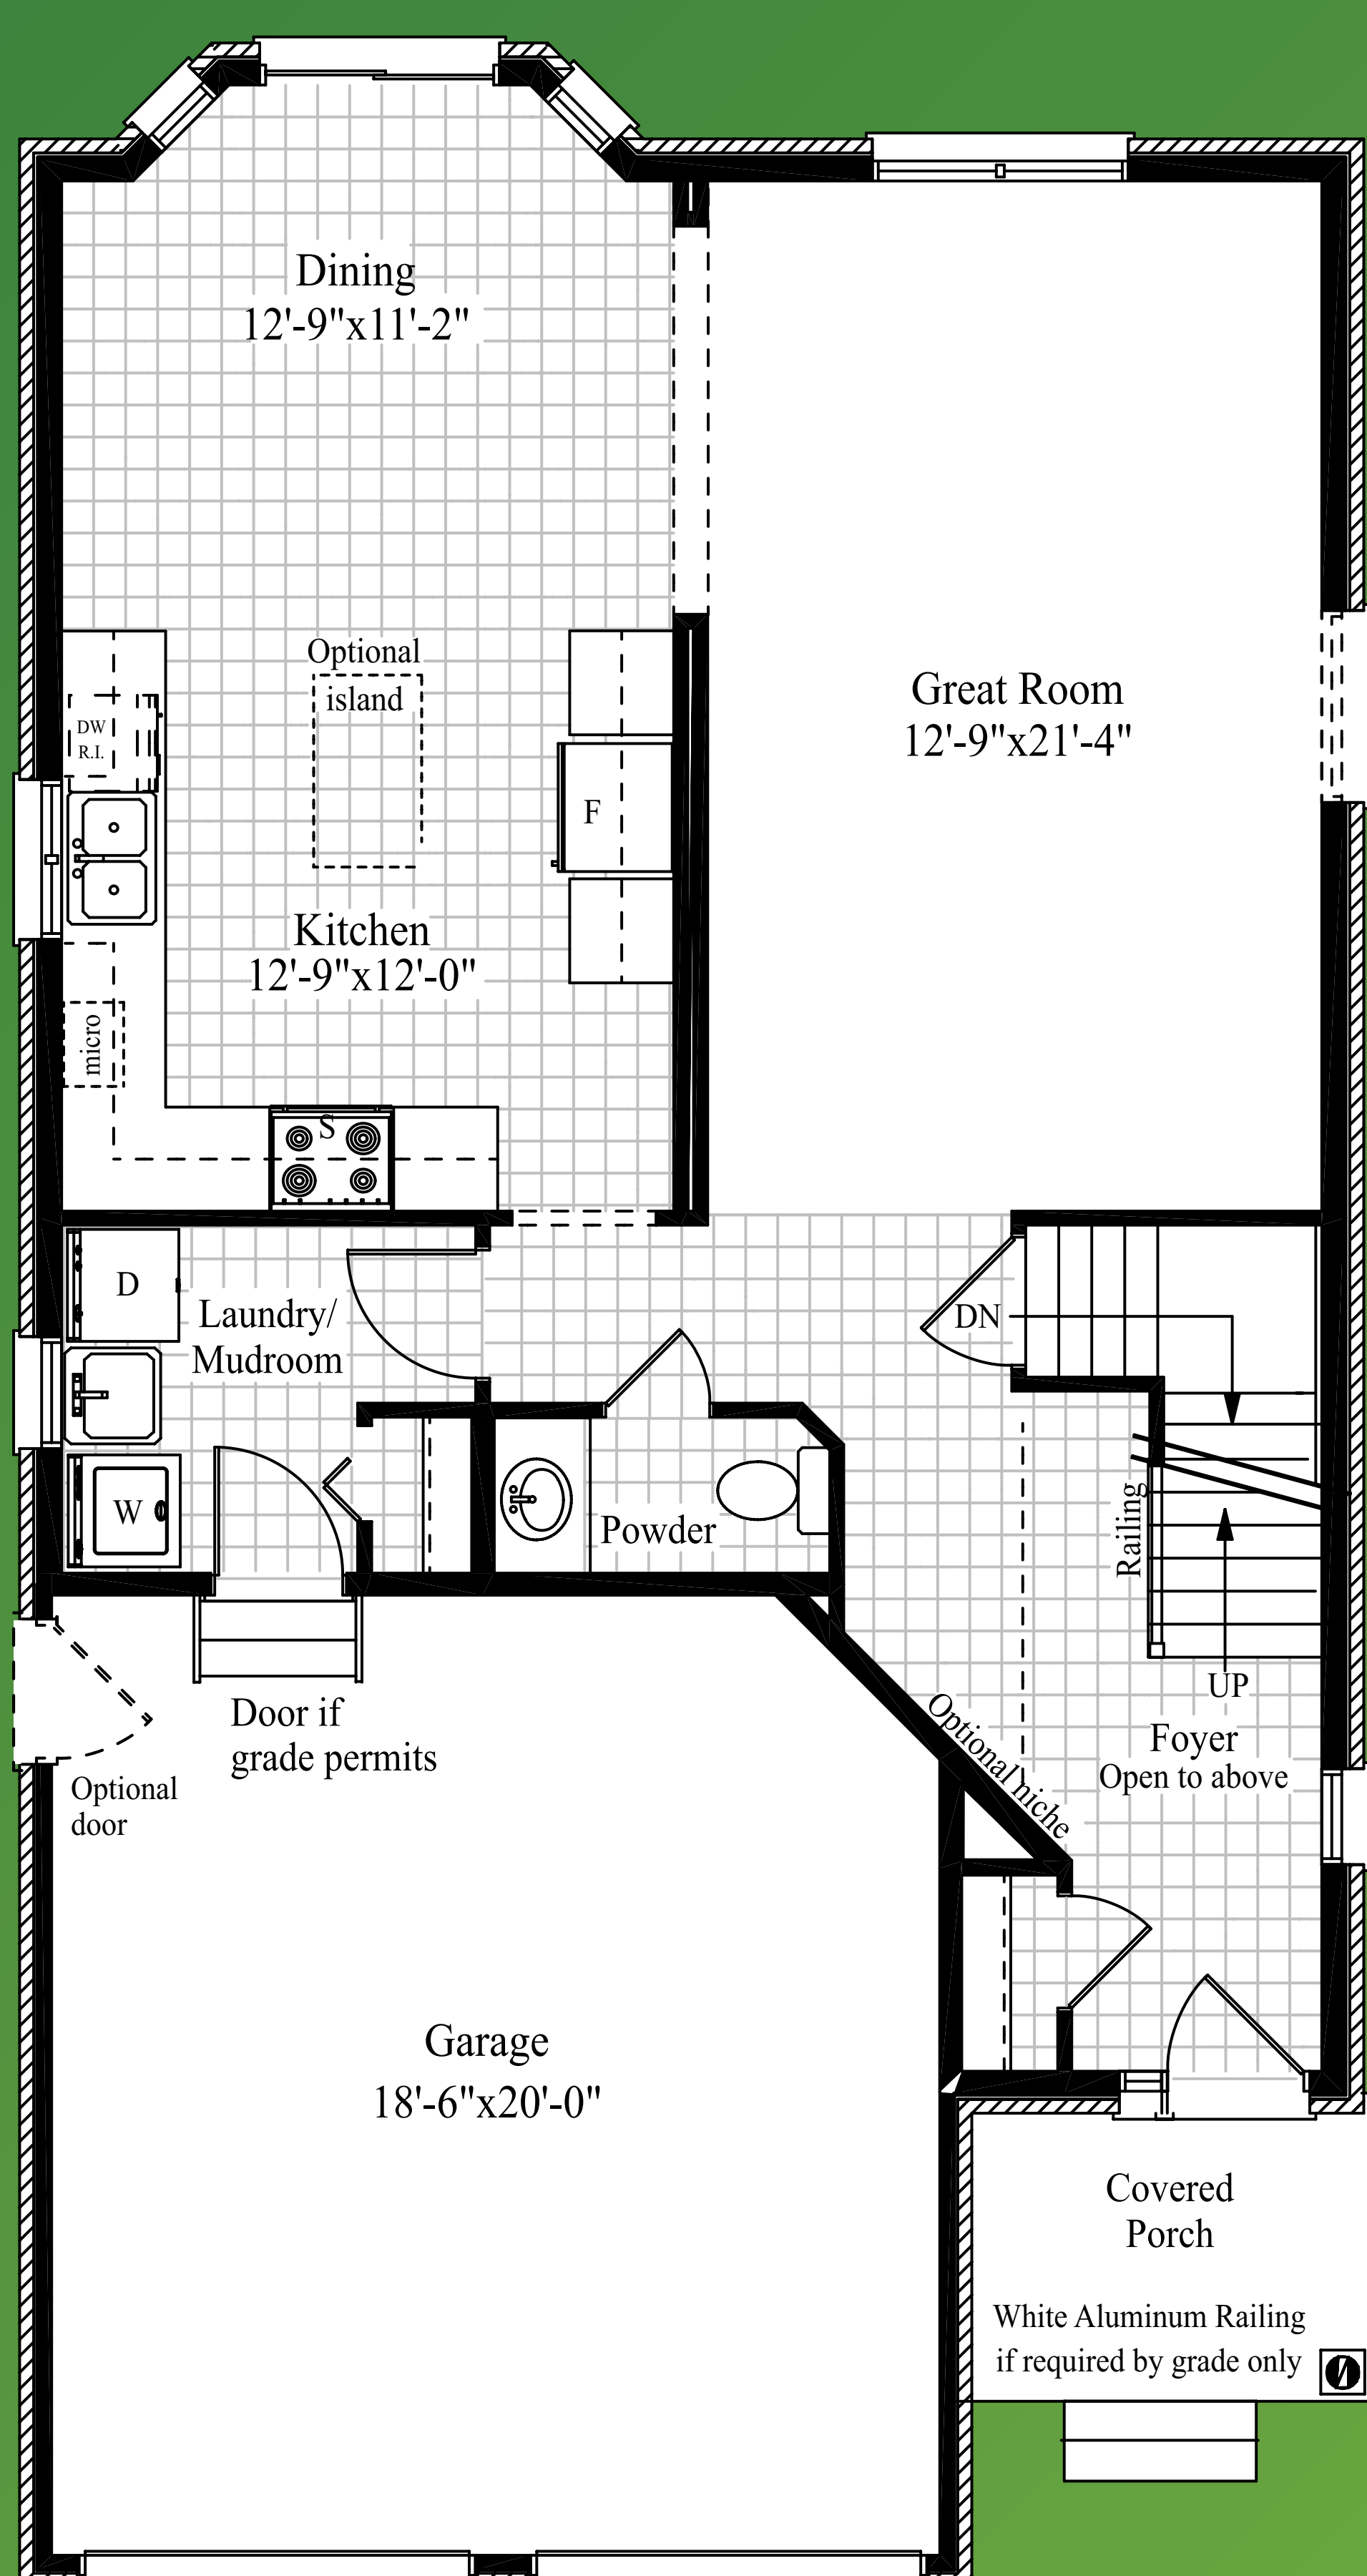 Dining
12'-9"x11'-2"
Optional
island
DW
R.I.
F
Great Room
12'-9"x21'-4"
Kitchen
12'-9"x12'-0"
micro
S
D
Laundry/
Mudroom
DN
W
Powder
Railing
UP
Foyer
Open to above
Optional niche
Door if
grade permits
Optional
door
Garage
18'-6"x20'-0"
Covered
Porch
White Aluminum Railing
if required by grade only